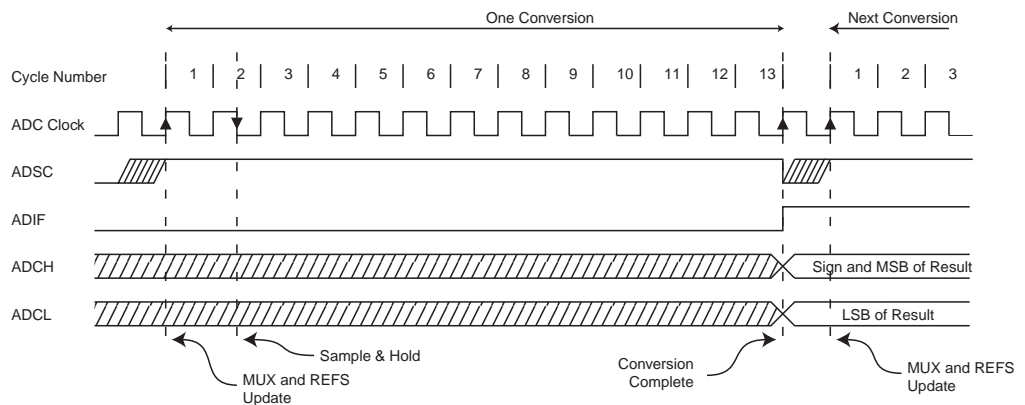 One Conversion
Next Conversion
Cycle Number 1 2 3 4 5 6 7 8 9 10 11 12 13 1 2 3
ADC Clock
ADSC
ADIF
ADCH
Sign and MSB of Result
ADCL
LSB of Result
Sample & Hold
MUX and REFS
Update
Conversion
Complete
MUX and REFS
Update